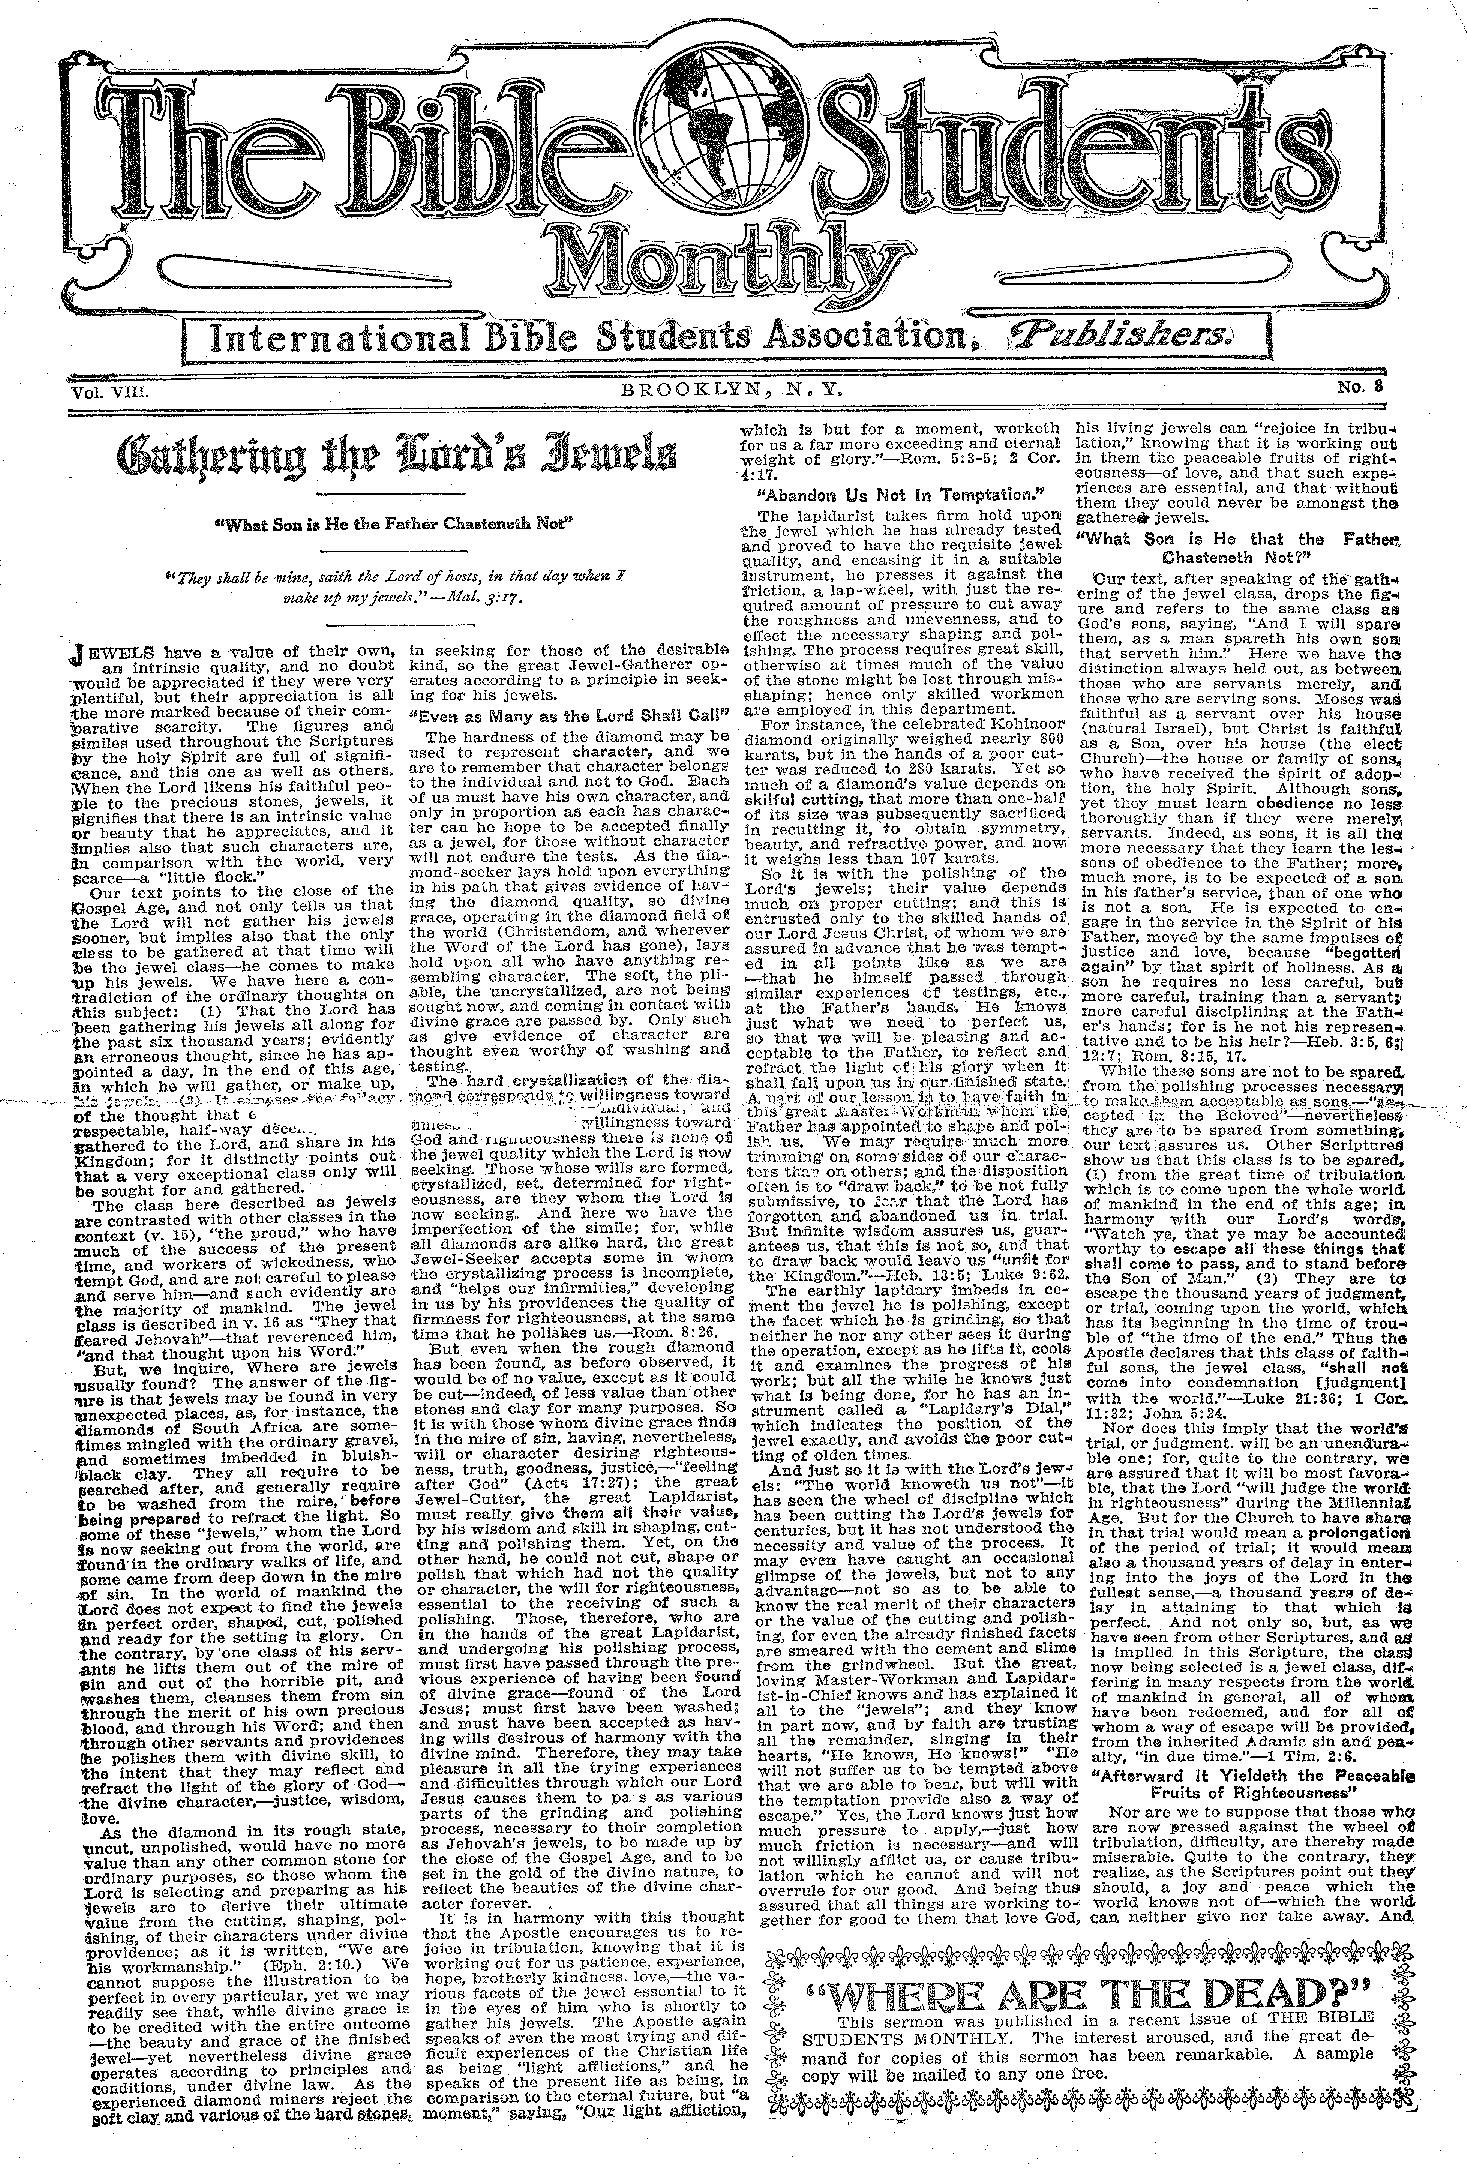 The Bible Students
Monthly
International Bible Students Association, Publishers.
Vol. VIII. BROOKLYN, N. Y. No. 8
Gathering the Lord's Jewels
"What Son is He the Father Chasteneth Not"
"They shall be mine, saith the Lord of hosts, in that day when I
make up my jewels."—Mal. 3:17.
JEWELS have a value of their own,
an intrinsic quality, and no doubt
would be appreciated if they were very
plentiful, but their appreciation is all
the more marked because of their com-
parative scarcity. The figures and
similes used throughout the Scriptures
by the holy Spirit are full of signifi-
cance, and this one as well as others.
When the Lord likens his faithful peo-
ple to the precious stones, jewels, it
signifies that there is an intrinsic value
or beauty that he appreciates, and it
implies also that such characters are,
in comparison with the world, very
scarce—a "little flock."
Our text points to the close of the
Gospel Age, and not only tells us that
the Lord will not gather his jewels
sooner, but implies also that the only
class to be gathered at that time will
be the jewel class—he comes to make
up his jewels. We have here a con-
tradiction of the ordinary thoughts on
this subject: (1) That the Lord has
been gathering his jewels all along for
the past six thousand years; evidently
an erroneous thought, since he has ap-
pointed a day, in the end of this age,
in which he will gather, or make up,
his jewels. (2) It the fallacy
of the thought that
respectable, half-way
gathered to the Lord, and share in his
Kingdom; for it distinctly points out
that a very exceptional class only will
be sought for and gathered.
The class here described as jewels
are contrasted with other classes in the
context (v. 15), "the proud," who have
much of the success of the present
time, and workers of wickedness, who
tempt God, and are not careful to please
and serve him—and such evidently are
the majority of mankind. The jewel
class is described in v. 16 as "They that
feared Jehovah"—that reverenced him,
"and that thought upon his Word."
But, we inquire, Where are jewels
usually found? The answer of the fig-
ure is that jewels may be found in very
unexpected places, as, for instance, the
diamonds of South Africa are some-
times mingled with the ordinary gravel,
and sometimes imbedded in bluish-
black clay. They all require to be
searched after, and generally require
to be washed from the mire, before
being prepared to refract the light. So
some of these "jewels," whom the Lord
is now seeking out from the world, are
found in the ordinary walks of life, and
some came from deep down in the mire
of sin. In the world of mankind the
Lord does not expect to find the jewels
in perfect order, shaped, cut, polished
and ready for the setting in glory. On
the contrary, by one class of his serv-
ants he lifts them out of the mire of
sin and out of the horrible pit, and
washes them, cleanses them from sin
through the merit of his own precious
blood, and through his Word; and then
through other servants and providences
he polishes them with divine skill, to
the intent that they may reflect and
refract the light of the glory of God—
the divine character,—justice, wisdom,
love.
As the diamond in its rough state,
uncut, unpolished, would have no more
value than any other common stone for
ordinary purposes, so those whom the
Lord is selecting and preparing as his
jewels are to derive their ultimate
value from the cutting, shaping, pol-
ishing, of their characters under divine
providence; as it is written, "We are
his workmanship." (Eph. 2:10.) We
cannot suppose the illustration to be
perfect in every particular, yet we may
readily see that, while divine grace is
to be credited with the entire outcome
—the beauty and grace of the finished
jewel—yet nevertheless divine grace
operates according to principles and
conditions, under divine law. As the
experienced diamond miners reject the
soft clay and various of the hard stones,
in seeking for those of the desirable
kind, so the great Jewel-Gatherer op-
erates according to a principle in seek-
ing for his jewels.
"Even as Many as the Lord Shall Call"
The hardness of the diamond may be
used to represent character, and we
are to remember that character belongs
to the individual and not to God. Each
of us must have his own character, and
only in proportion as each has charac-
ter can he hope to be accepted finally
as a jewel, for those without character
will not endure the tests. As the dia-
mond-seeker lays hold upon everything
in his path that gives evidence of hav-
ing the diamond quality, so divine
grace, operating in the diamond field of
the world (Christendom, and wherever
the Word of the Lord has gone), lays
hold upon all who have anything re-
sembling character. The soft, the pli-
able, the uncrystallized, are not being
sought now, and coming in contact with
divine grace are passed by. Only such
as give evidence of character are
thought even worthy of washing and
testing.
The hard crystallization of the dia-
mond corresponds to willingness toward
individual, and
willingness toward
God and righteousness there is none of
the jewel quality which the Lord is now
seeking. Those whose wills are formed,
crystallized, set, determined for right-
eousness, are they whom the Lord is
now seeking. And here we have the
imperfection of the simile; for, while
all diamonds are alike hard, the great
Jewel-Seeker accepts some in whom
the crystallizing process is incomplete,
and "helps our infirmities," developing
in us by his providences the quality of
firmness for righteousness, at the same
time that he polishes us.—Rom. 8:26.
But even when the rough diamond
has been found, as before observed, it
would be of no value, except as it could
be cut—indeed, of less value than other
stones and clay for many purposes. So
it is with those whom divine grace finds
in the mire of sin, having, nevertheless,
will or character desiring righteous-
ness, truth, goodness, justice,—"feeling
after God" (Acts 17:27); the great
Jewel-Cutter, the great Lapidarist,
must really give them all their value,
by his wisdom and skill in shaping, cut-
ting and polishing them. Yet, on the
other hand, he could not cut, shape or
polish that which had not the quality
or character, the will for righteousness,
essential to the receiving of such a
polishing. Those, therefore, who are
in the hands of the great Lapidarist,
and undergoing his polishing process,
must first have passed through the pre-
vious experience of having been found
of divine grace—found of the Lord
Jesus; must first have been washed;
and must have been accepted as hav-
ing wills desirous of harmony with the
divine mind. Therefore, they may take
pleasure in all the trying experiences
and difficulties through which our Lord
Jesus causes them to pass as various
parts of the grinding and polishing
process, necessary to their completion
as Jehovah's jewels, to be made up by
the close of the Gospel Age, and to be
set in the gold of the divine nature, to
reflect the beauties of the divine char-
acter forever.
It is in harmony with this thought
that the Apostle encourages us to re-
joice in tribulation, knowing that it is
working out for us patience, experience,
hope, brotherly kindness, love,—the va-
rious facets of the jewel essential to it
in the eyes of him who is shortly to
gather his jewels. The Apostle again
speaks of even the most trying and dif-
ficult experiences of the Christian life
as being "light afflictions," and he
speaks of the present life as being, in
comparison to the eternal future, but "a
moment," saying, "Our light affliction,
which is but for a moment, worketh
for us a far more exceeding and eternal
weight of glory."—Rom. 5:3-5; 2 Cor.
4:17.
"Abandon Us Not in Temptation."
The lapidarist takes firm hold upon
the jewel which he has already tested
and proved to have the requisite jewel
quality, and encasing it in a suitable
instrument, he presses it against the
friction, a lap-wheel, with just the re-
quired amount of pressure to cut away
the roughness and unevenness, and to
effect the necessary shaping and pol-
ishing. The process requires great skill,
otherwise at times much of the value
of the stone might be lost through mis-
shaping; hence only skilled workmen
are employed in this department.
For instance, the celebrated Kohinoor
diamond originally weighed nearly 800
karats, but in the hands of a poor cut-
ter was reduced to 280 karats. Yet so
much of a diamond's value depends on
skilful cutting, that more than one-half
of its size was subsequently sacrificed
in recutting it, to obtain symmetry,
beauty, and refractive power, and now
it weighs less than 107 karats.
So it is with the polishing of the
Lord's jewels; their value depends
much on proper cutting; and this is
entrusted only to the skilled hands of
our Lord Jesus Christ, of whom we are
assured in advance that he was tempt-
ed in all points like as we are
—that he himself passed through
similar experiences of testings, etc.,
at the Father's hands. He knows
just what we need to perfect us,
so that we will be pleasing and ac-
ceptable to the Father, to reflect and
refract the light of his glory when it
shall fall upon us in our finished state.
A part of our lesson is to have faith in
this great Master-Workman whom the
Father has appointed to shape and pol-
ish us. We may require much more
trimming on some sides of our charac-
ters than on others; and the disposition
often is to "draw back," to be not fully
submissive, to fear that the Lord has
forgotten and abandoned us in trial.
But infinite wisdom assures us, guar-
antees us, that this is not so, and that
to draw back would leave us "unfit for
the Kingdom."—Heb. 13:5; Luke 9:62.
The earthly lapidary imbeds in ce-
ment the jewel he is polishing, except
the facet which he is grinding, so that
neither he nor any other sees it during
the operation, except as he lifts it, cools
it and examines the progress of his
work; but all the while he knows just
what is being done, for he has an in-
strument called a "Lapidary's Dial,"
which indicates the position of the
jewel exactly, and avoids the poor cut-
ting of olden times.
And just so it is with the Lord's jew-
els: "The world knoweth us not"—it
has seen the wheel of discipline which
has been cutting the Lord's jewels for
centuries, but it has not understood the
necessity and value of the process. It
may even have caught an occasional
glimpse of the jewels, but not to any
advantage—not so as to be able to
know the real merit of their characters
or the value of the cutting and polish-
ing, for even the already finished facets
are smeared with the cement and slime
from the grindwheel. But the great,
loving Master-Workman and Lapidar-
ist-in-Chief knows and has explained it
all to the "jewels"; and they know
in part now, and by faith are trusting
all the remainder, singing in their
hearts, "He knows, He knows!" "He
will not suffer us to be tempted above
that we are able to bear, but will with
the temptation provide also a way of
escape." Yes, the Lord knows just how
much pressure to apply,—just how
much friction is necessary—and will
not willingly afflict us, or cause tribu-
lation which he cannot and will not
overrule for our good. And being thus
assured that all things are working to-
gether for good to them that love God,
his living jewels can "rejoice in tribu-
lation," knowing that it is working out
in them the peaceable fruits of right-
eousness—of love, and that such expe-
riences are essential, and that without
them they could never be amongst the
gathered jewels.
"What Son is He that the Father
Chasteneth Not?"
Our text, after speaking of the gath-
ering of the jewel class, drops the fig-
ure and refers to the same class as
God's sons, saying, "And I will spare
them, as a man spareth his own son
that serveth him." Here we have the
distinction always held out, as between
those who are servants merely, and
those who are serving sons. Moses was
faithful as a servant over his house
(natural Israel), but Christ is faithful
as a Son, over his house (the elect
Church)—the house or family of sons,
who have received the spirit of adop-
tion, the holy Spirit. Although sons,
yet they must learn obedience no less
thoroughly than if they were merely
servants. Indeed, as sons, it is all the
more necessary that they learn the les-
sons of obedience to the Father; more,
much more, is to be expected of a son
in his father's service, than of one who
is not a son. He is expected to en-
gage in the service in the Spirit of his
Father, moved by the same impulses of
justice and love, because "begotten
again" by that spirit of holiness. As a
son he requires no less careful, but
more careful, training than a servant;
more careful disciplining at the Fath-
er's hands; for is he not his represen-
tative and to be his heir?—Heb. 3:5, 6;
12:7; Rom. 8:15, 17.
While these sons are not to be spared
from the polishing processes necessary
to make them acceptable as sons,—"ac-
cepted in the Beloved"—nevertheless
they are to be spared from something,
our text assures us. Other Scriptures
show us that this class is to be spared,
(1) from the great time of tribulation
which is to come upon the whole world
of mankind in the end of this age; in
harmony with our Lord's words,
"Watch ye, that ye may be accounted
worthy to escape all these things that
shall come to pass, and to stand before
the Son of Man." (2) They are to
escape the thousand years of judgment,
or trial, coming upon the world, which
has its beginning in the time of trou-
ble of "the time of the end." Thus the
Apostle declares that this class of faith-
ful sons, the jewel class, "shall not
come into condemnation [judgment]
with the world."—Luke 21:36; 1 Cor.
11:32; John 5:24.
Nor does this imply that the world's
trial, or judgment, will be an unendura-
ble one; for, quite to the contrary, we
are assured that it will be most favora-
ble, that the Lord "will judge the world
in righteousness" during the Millennial
Age. But for the Church to have share
in that trial would mean a prolongation
of the period of trial; it would mean
also a thousand years of delay in enter-
ing into the joys of the Lord in the
fullest sense,—a thousand years of de-
lay in attaining to that which is
perfect. And not only so, but, as we
have seen from other Scriptures, and as
is implied in this Scripture, the class
now being selected is a jewel class, dif-
fering in many respects from the world
of mankind in general, all of whom
have been redeemed, and for all of
whom a way of escape will be provided,
from the inherited Adamic sin and pen-
alty, "in due time."—1 Tim. 2:6.
"Afterward it Yieldeth the Peaceable
Fruits of Righteousness"
Nor are we to suppose that those who
are now pressed against the wheel of
tribulation, difficulty, are thereby made
miserable. Quite to the contrary, they
realize, as the Scriptures point out they
should, a joy and peace which the
world knows not of—which the world
can neither give nor take away. And
"WHERE ARE THE DEAD?"
This sermon was published in a recent issue of THE BIBLE
STUDENTS MONTHLY. The interest aroused, and the great de-
mand for copies of this sermon has been remarkable. A sample
copy will be mailed to any one free.